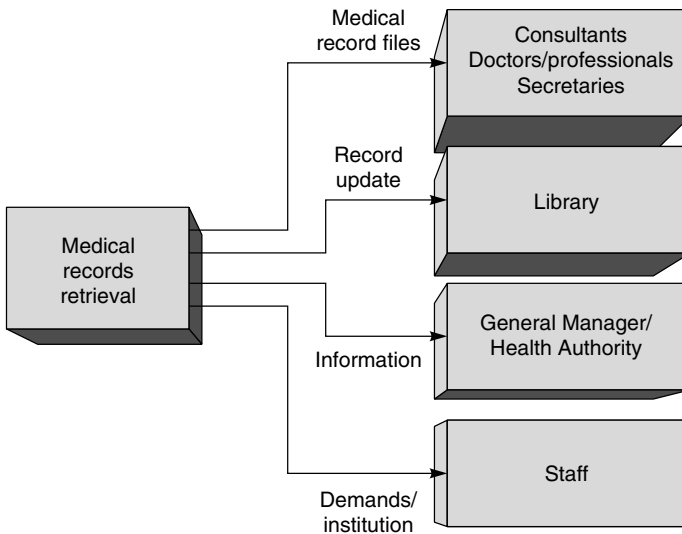 Medical
record files
Consultants
Doctors/professionals
Secretaries
Record
update
Library
Medical
records
retrieval
Information
General Manager/
Health Authority
Demands/
institution
Staff